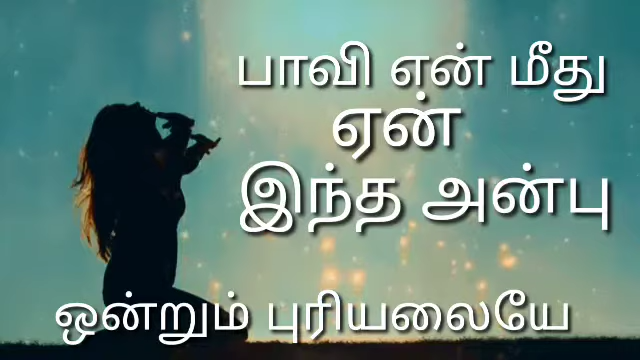 பாவி என் மீது
ஏன்
இந்த அன்பு
ஒன்றும் புரியலையே